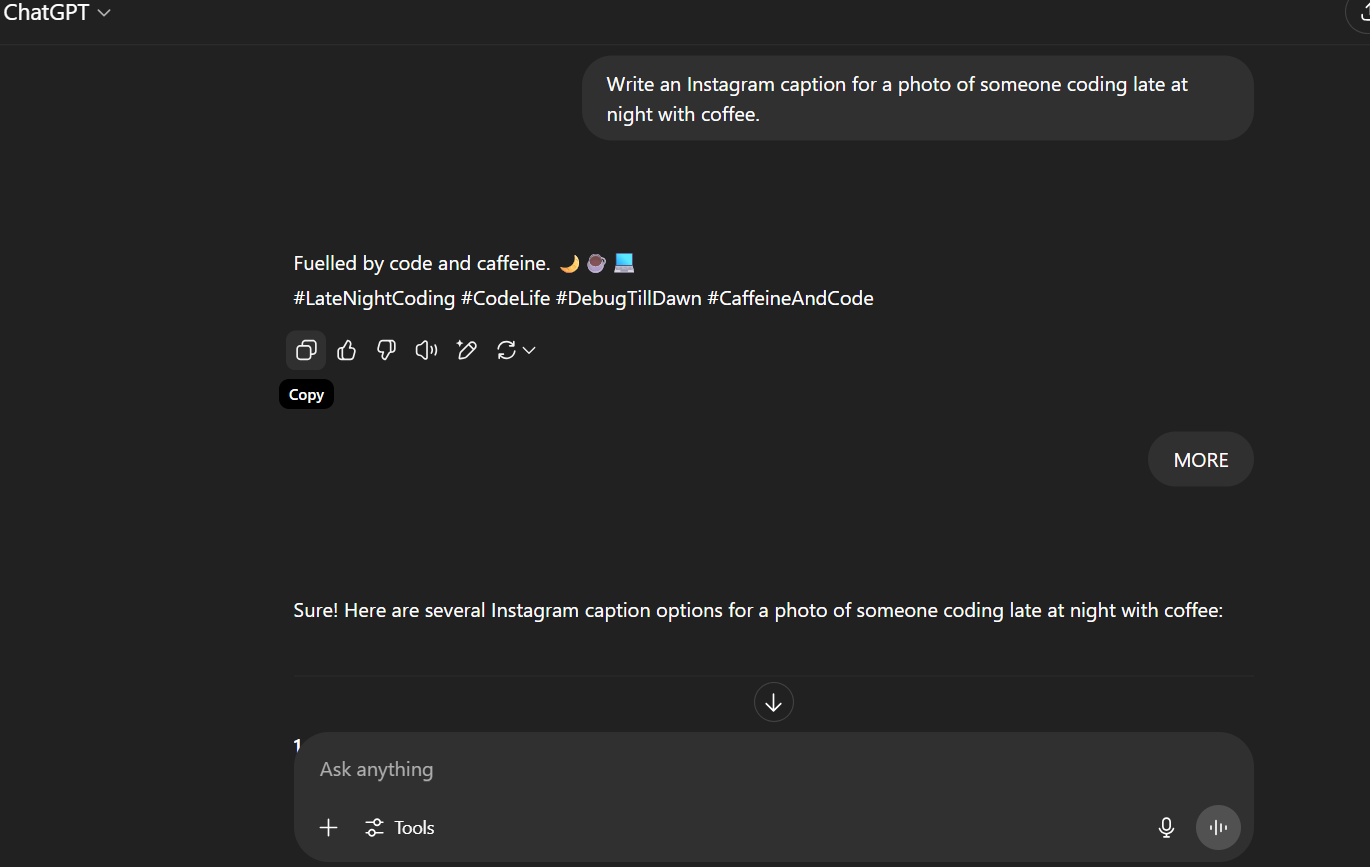 ChatGPT
Write an Instagram caption for a photo of someone coding late at
night with coffee.
Fuelled by code and caffeine. 🌙☕💻
#LateNightCoding #CodeLife #DebugTillDawn #CaffeineAndCode
Copy
MORE
Sure! Here are several Instagram caption options for a photo of someone coding late at night with coffee:
Ask anything
Tools